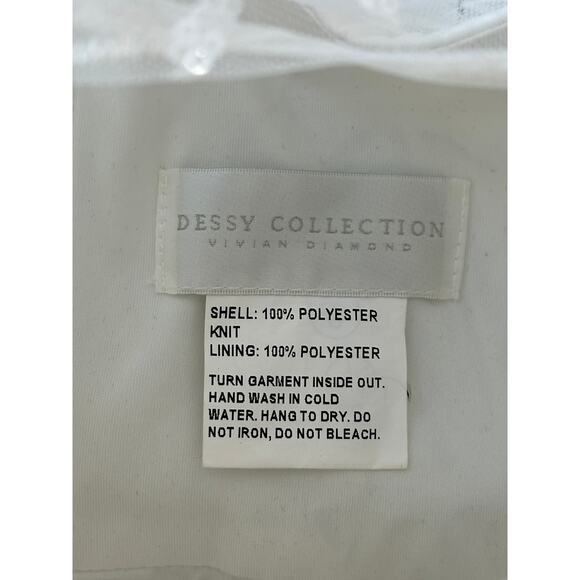 DESSY COLLECTION
VIVIAN DIAMOND
SHELL: 100% POLYESTER
KNIT
LINING: 100% POLYESTER
TURN GARMENT INSIDE OUT.
HAND WASH IN COLD
WATER. HANG TO DRY. DO
NOT IRON, DO NOT BLEACH.